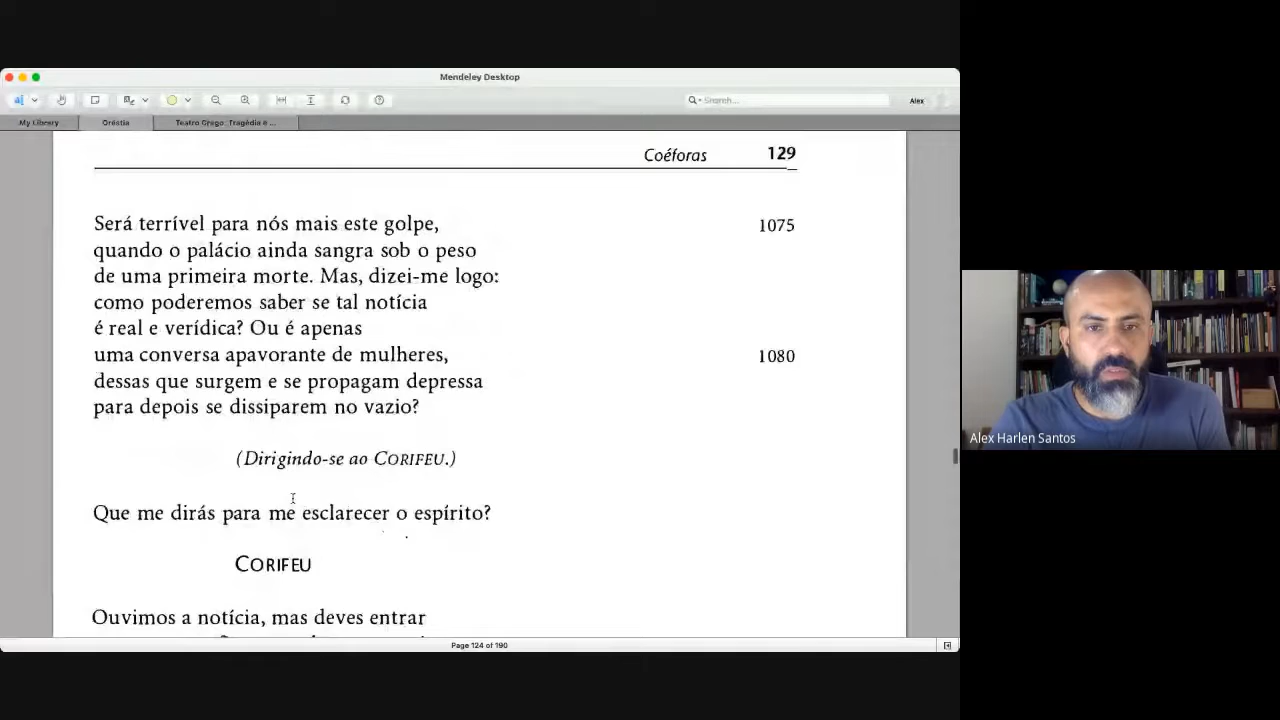 Mendeley Desktop
Search...
Alex
My Library
Oréstia
Teatro Grego: Tragédia e ...
Coéforas 129
Será terrível para nós mais este golpe, 1075
quando o palácio ainda sangra sob o peso
de uma primeira morte. Mas, dizei-me logo:
como poderemos saber se tal notícia
é real e verídica? Ou é apenas
uma conversa apavorante de mulheres, 1080
dessas que surgem e se propagam depressa
para depois se dissiparem no vazio?
(Dirigindo-se ao CORIFEU.)
Que me dirás para me esclarecer o espírito?
CORIFEU
Ouvimos a notícia, mas deves entrar
Page 124 of 190
Alex Harlen Santos